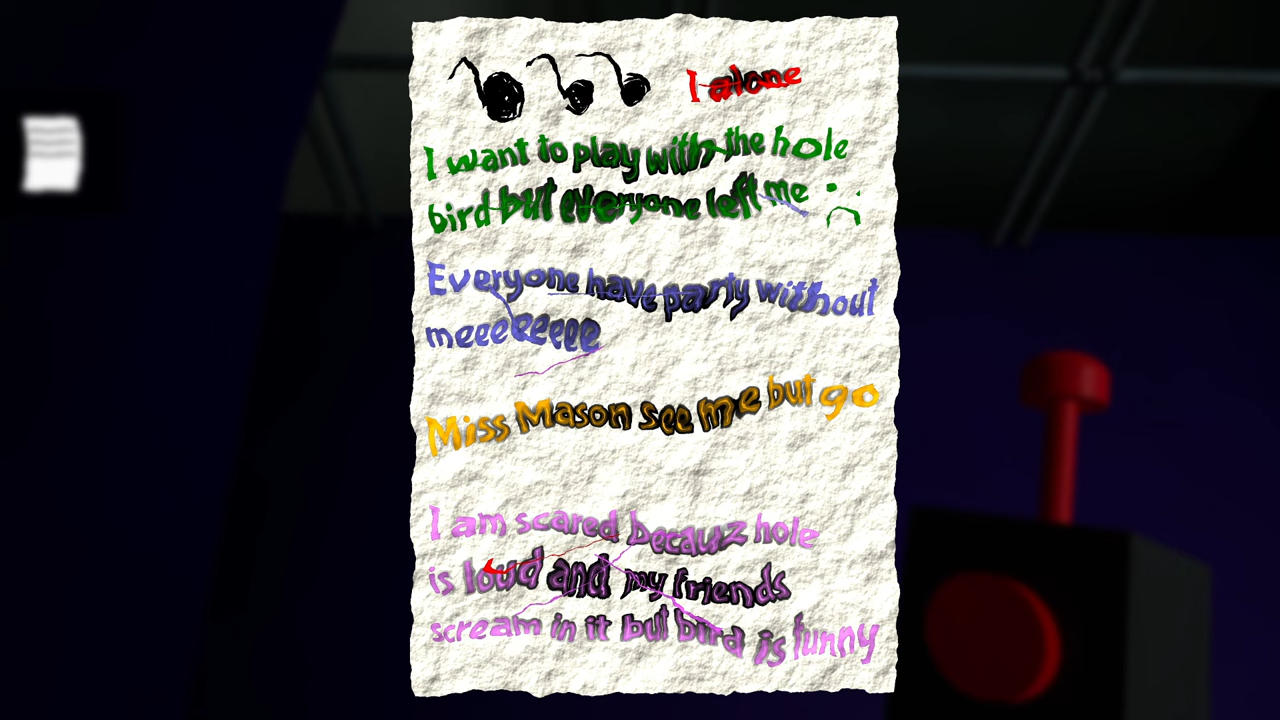 I alone
I want to play with the hole
bird but everyone left me :(
Everyone have party without
meeeeeeee
Miss Mason see me but go
I am scared becauz hole
is loud and my friends
scream in it but bird is funny